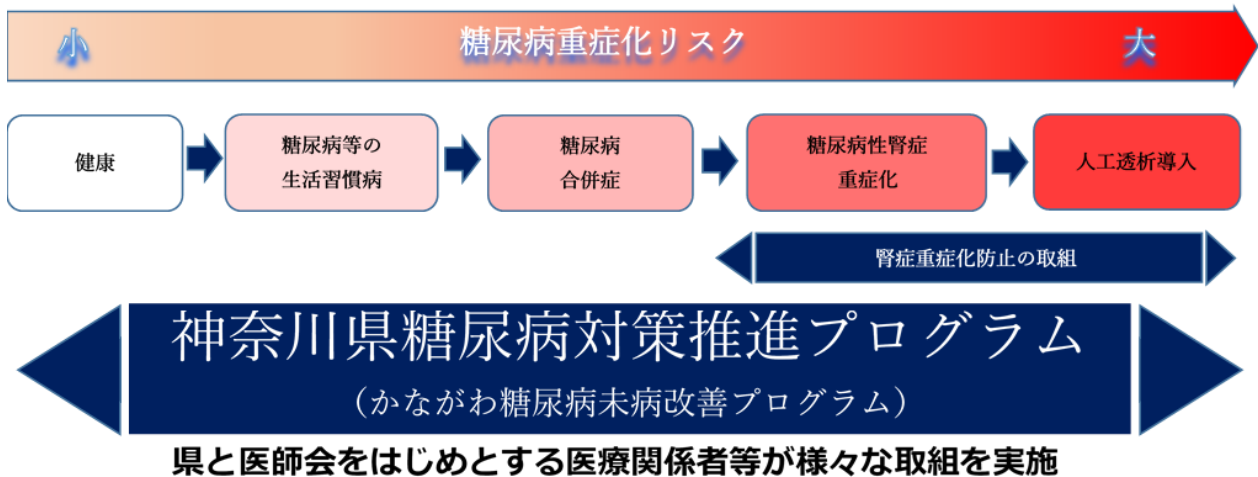 小 糖尿病重症化リスク 大
健康
糖尿病等の
生活習慣病
糖尿病
合併症
糖尿病性腎症
重症化
人工透析導入
腎症重症化防止の取組
神奈川県糖尿病対策推進プログラム
（かながわ糖尿病未病改善プログラム）
県と医師会をはじめとする医療関係者等が様々な取組を実施